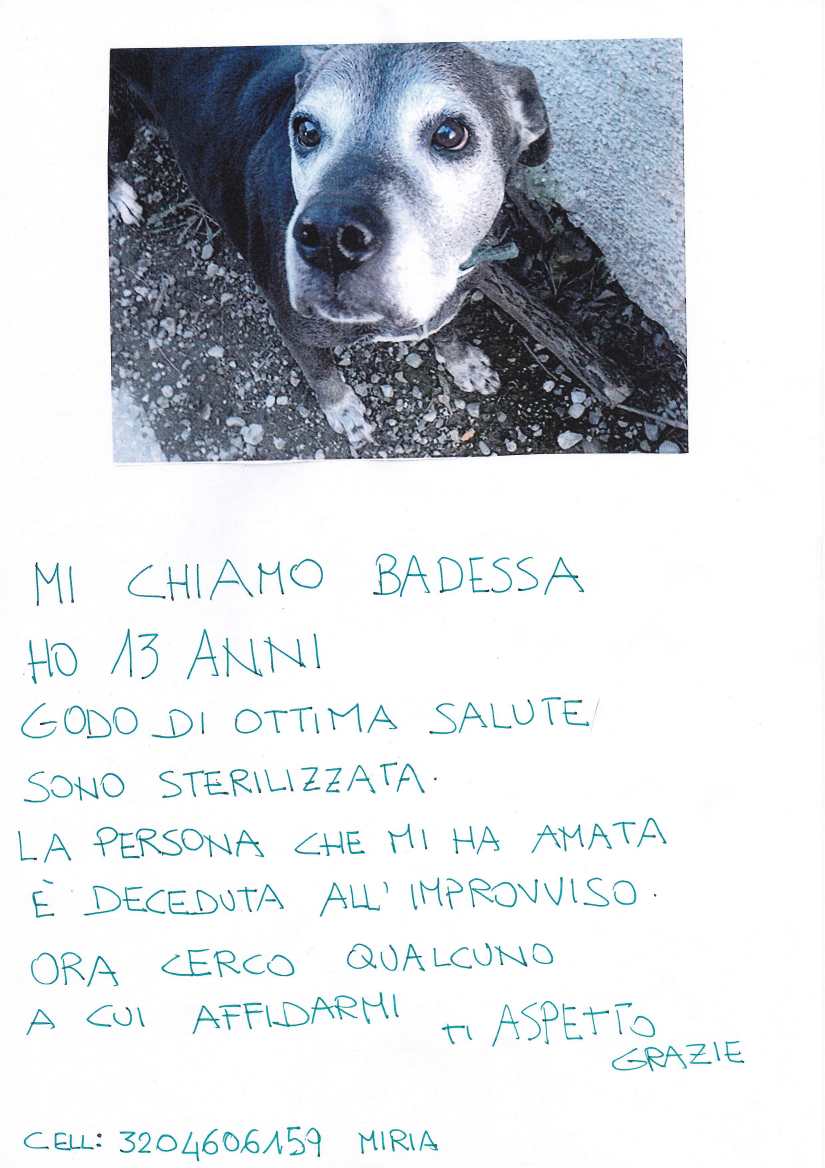 MI CHIAMO BADESSA
HO 13 ANNI
GODO DI OTTIMA SALUTE
SONO STERILIZZATA.
LA PERSONA CHE MI HA AMATA
È DECEDUTA ALL'IMPROVVISO.
ORA CERCO QUALCUNO
A CUI AFFIDARMI TI ASPETTO
GRAZIE
CELL: 3204606159 MIRIA